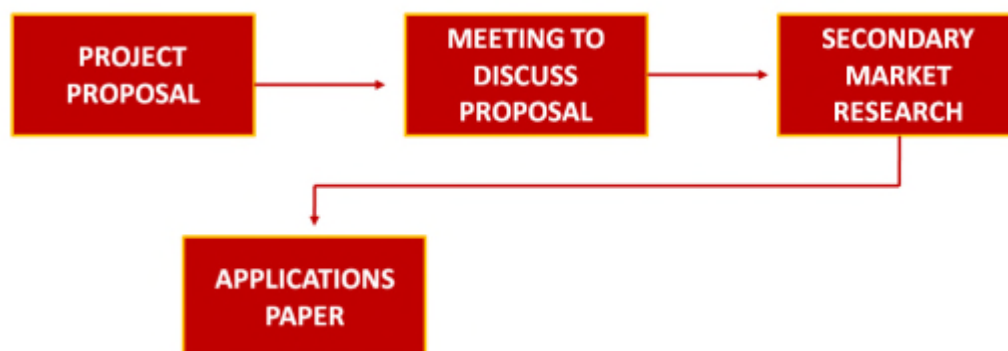 PROJECT
PROPOSAL
MEETING TO
DISCUSS
PROPOSAL
SECONDARY
MARKET
RESEARCH
APPLICATIONS
PAPER